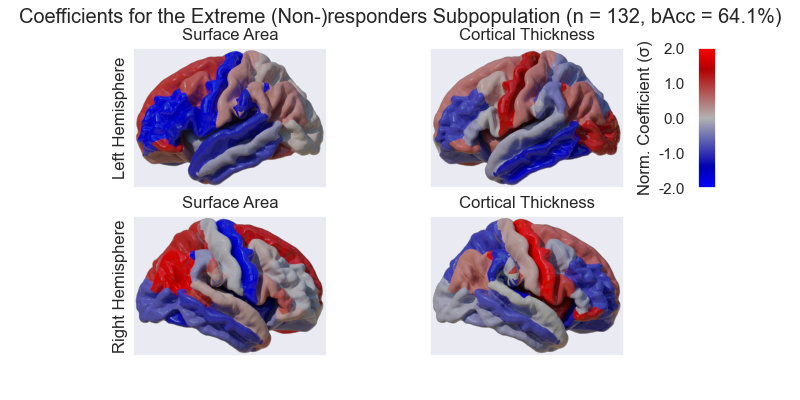 Coefficients for the Extreme (Non-)responders Subpopulation (n = 132, bAcc = 64.1%)
Surface Area
Cortical Thickness
Left Hemisphere
Norm. Coefficient (σ)
2.0
1.0
0.0
-1.0
-2.0
Surface Area
Cortical Thickness
Right Hemisphere